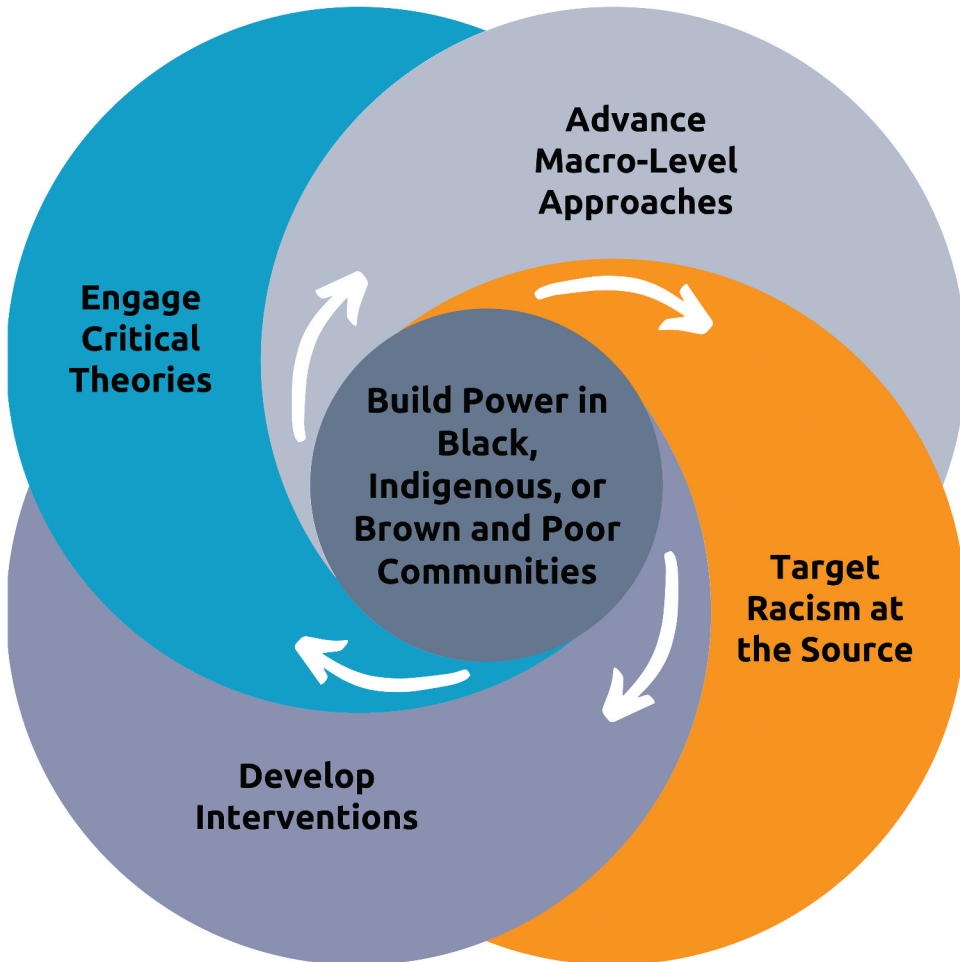 Advance
Macro-Level
Approaches
Engage
Critical
Theories
Build Power in
Black,
Indigenous, or
Brown and Poor
Communities
Target
Racism at
the Source
Develop
Interventions